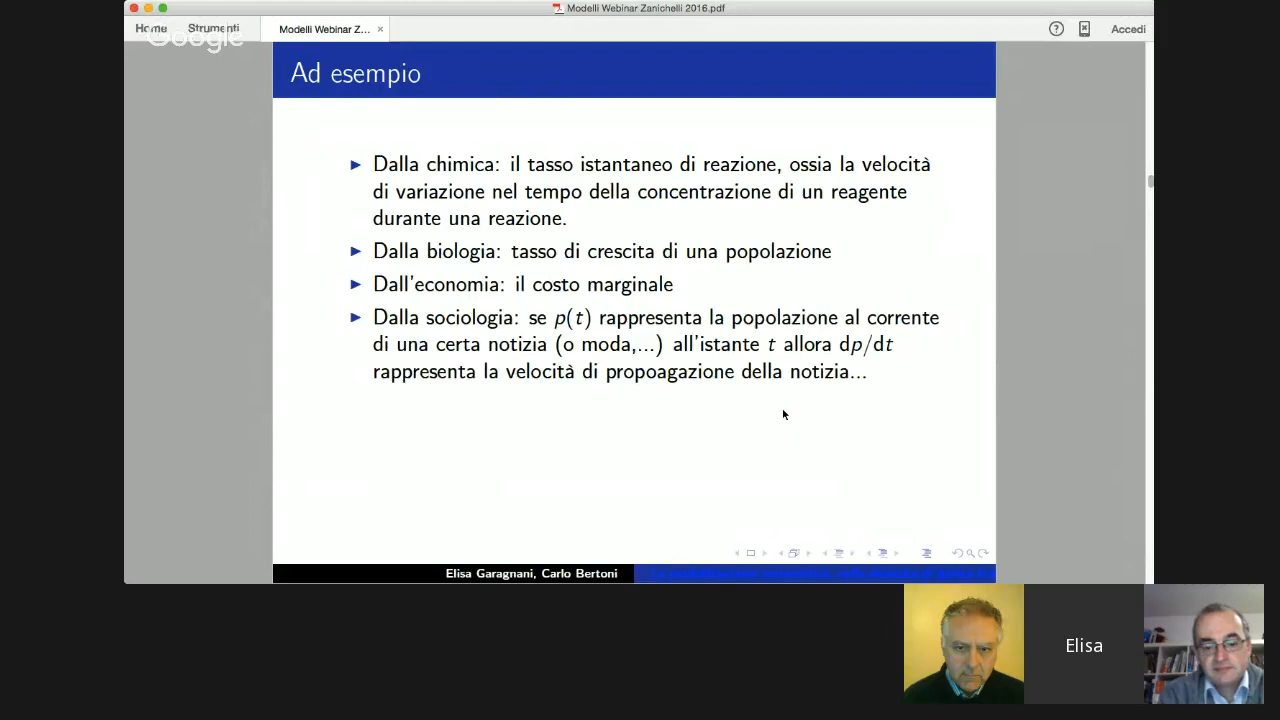 Modelli Webinar Zanichelli 2016.pdf
Home Strumenti Modelli Webinar Z... × ? Accedi
Google
Ad esempio
Dalla chimica: il tasso istantaneo di reazione, ossia la velocità
di variazione nel tempo della concentrazione di un reagente
durante una reazione.
Dalla biologia: tasso di crescita di una popolazione
Dall'economia: il costo marginale
Dalla sociologia: se p(t) rappresenta la popolazione al corrente
di una certa notizia (o moda,...) all'istante t allora dp/dt
rappresenta la velocità di propoagazione della notizia...
Elisa Garagnani, Carlo Bertoni
Elisa